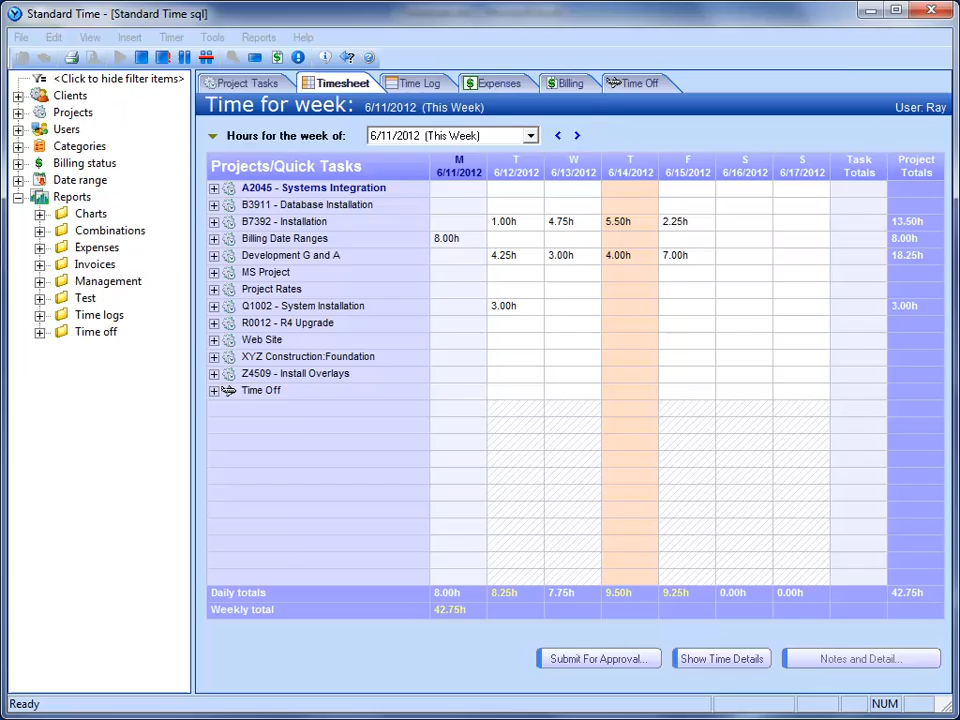 Standard Time - [Standard Time sql]
File Edit View Insert Timer Tools Reports Help
<Click to hide filter items>
Clients
Projects
Users
Categories
Billing status
Date range
Reports
Charts
Combinations
Expenses
Invoices
Management
Test
Time logs
Time off
Project Tasks Timesheet Time Log Expenses Billing Time Off
Time for week: 6/11/2012 (This Week) User: Ray
Hours for the week of: 6/11/2012 (This Week) < >
Projects/Quick Tasks M 6/11/2012 T 6/12/2012 W 6/13/2012 T 6/14/2012 F 6/15/2012 S 6/16/2012 S 6/17/2012 Task Totals Project Totals
A2045 - Systems Integration
B3911 - Database Installation
B7392 - Installation 1.00h 4.75h 5.50h 2.25h 13.50h
Billing Date Ranges 8.00h 8.00h
Development G and A 4.25h 3.00h 4.00h 7.00h 18.25h
MS Project
Project Rates
Q1002 - System Installation 3.00h 3.00h
R0012 - R4 Upgrade
Web Site
XYZ Construction:Foundation
Z4509 - Install Overlays
Time Off
Daily totals 8.00h 8.25h 7.75h 9.50h 9.25h 0.00h 0.00h 42.75h
Weekly total 42.75h
Submit For Approval... Show Time Details Notes and Detail...
Ready NUM